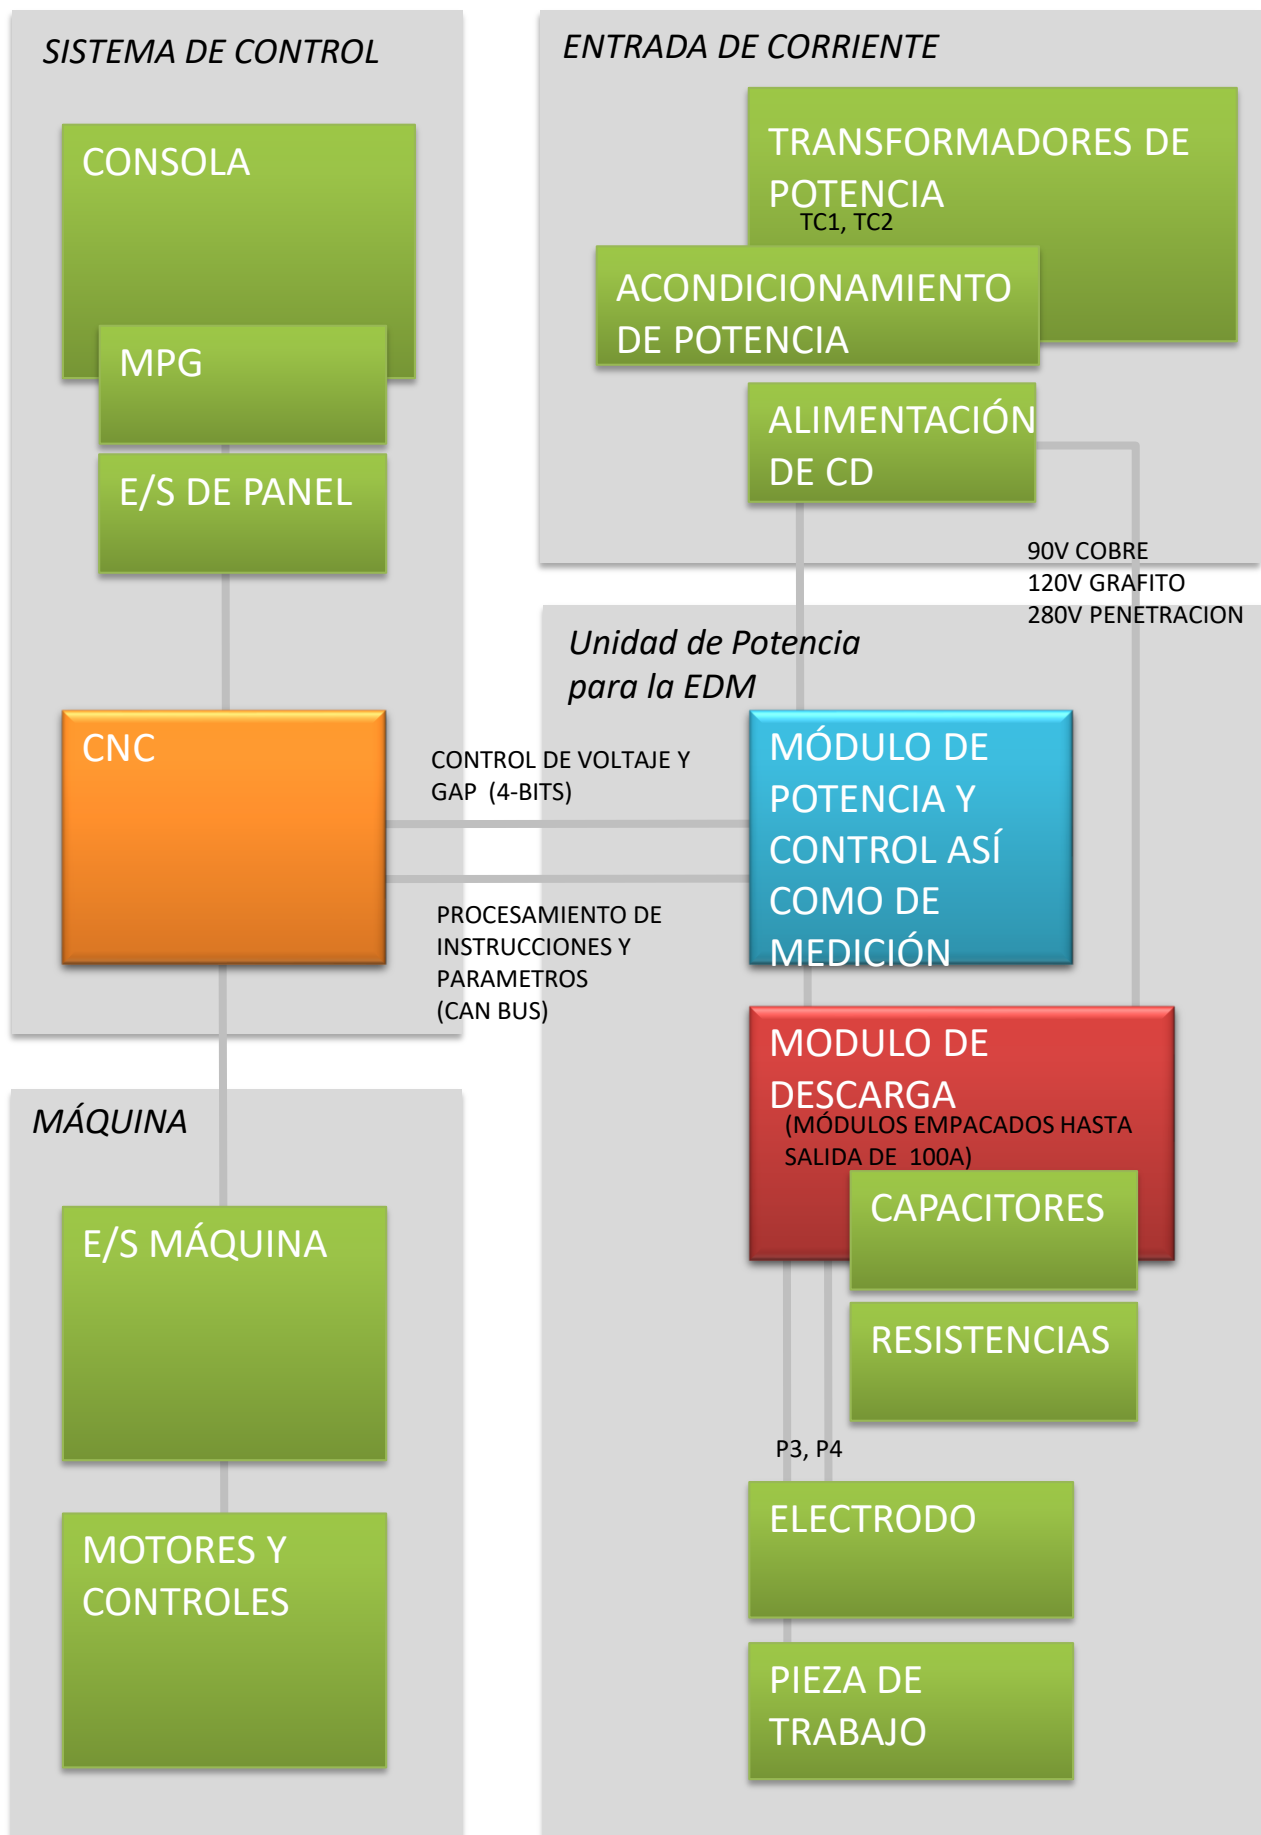 SISTEMA DE CONTROL
CONSOLA
MPG
E/S DE PANEL
CNC
ENTRADA DE CORRIENTE
TRANSFORMADORES DE
POTENCIA
TC1, TC2
ACONDICIONAMIENTO
DE POTENCIA
ALIMENTACIÓN
DE CD
90V COBRE
120V GRAFITO
280V PENETRACION
CONTROL DE VOLTAJE Y
GAP (4-BITS)
PROCESAMIENTO DE
INSTRUCCIONES Y
PARAMETROS
(CAN BUS)
Unidad de Potencia
para la EDM
MÓDULO DE
POTENCIA Y
CONTROL ASÍ
COMO DE
MEDICIÓN
MODULO DE
DESCARGA
(MÓDULOS EMPACADOS HASTA
SALIDA DE 100A)
CAPACITORES
RESISTENCIAS
P3, P4
ELECTRODO
PIEZA DE
TRABAJO
MÁQUINA
E/S MÁQUINA
MOTORES Y
CONTROLES